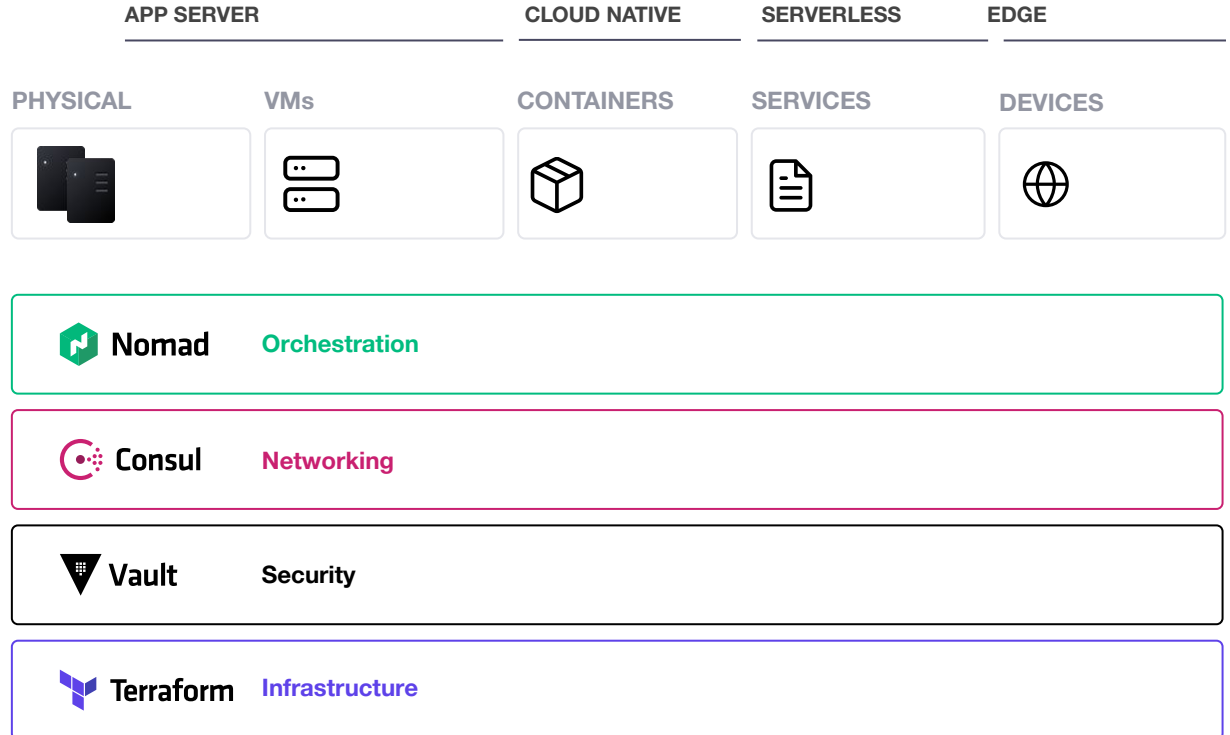 APP SERVER CLOUD NATIVE SERVERLESS EDGE
PHYSICAL VMs CONTAINERS SERVICES DEVICES
Nomad Orchestration
Consul Networking
Vault Security
Terraform Infrastructure